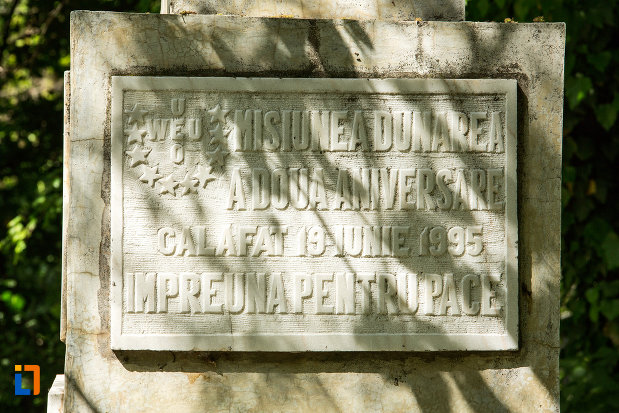 U
WEU
O
MISIUNEA DUNAREA
A DOUA ANIVERSARE
CALAFAT 19 IUNIE 1995
IMPREUNA PENTRU PACE